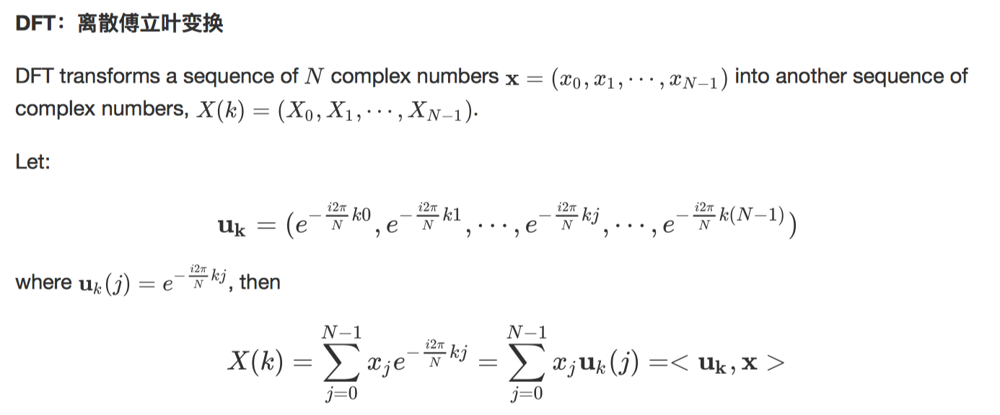 DFT：离散傅立叶变换
DFT transforms a sequence of $N$ complex numbers $\mathbf{x} = (x_0, x_1, \cdots, x_{N-1})$ into another sequence of
complex numbers, $X(k) = (X_0, X_1, \cdots, X_{N-1})$.
Let:
$\mathbf{u_k} = (e^{-\frac{i2\pi}{N}k0}, e^{-\frac{i2\pi}{N}k1}, \cdots, e^{-\frac{i2\pi}{N}kj}, \cdots, e^{-\frac{i2\pi}{N}k(N-1)})$
where $\mathbf{u}_k(j) = e^{-\frac{i2\pi}{N}kj}$, then
$X(k) = \sum_{j=0}^{N-1} x_j e^{-\frac{i2\pi}{N}kj} = \sum_{j=0}^{N-1} x_j \mathbf{u}_k(j) = < \mathbf{u_k}, \mathbf{x} >$